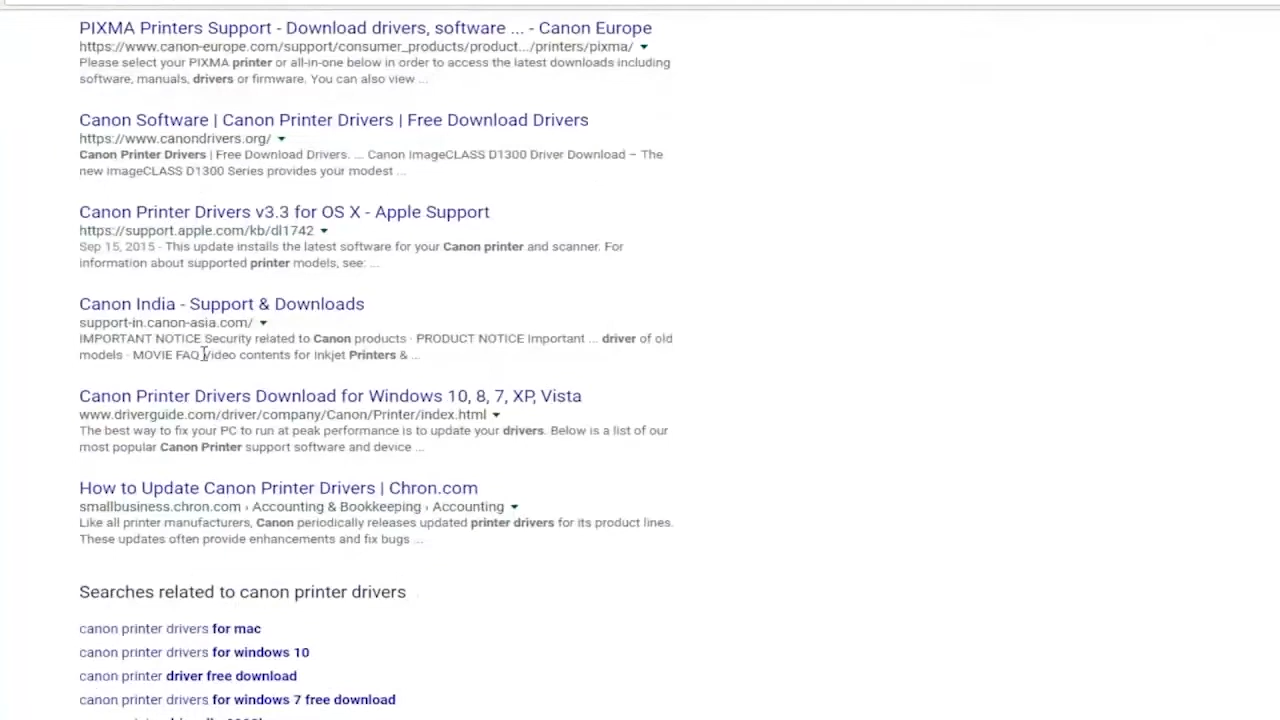 PIXMA Printers Support - Download drivers, software ... - Canon Europe
https://www.canon-europe.com/support/consumer_products/product.../printers/pixma/
Please select your PIXMA printer or all-in-one below in order to access the latest downloads including
software, manuals, drivers or firmware. You can also view ...
Canon Software | Canon Printer Drivers | Free Download Drivers
https://www.canondrivers.org/
Canon Printer Drivers | Free Download Drivers. ... Canon ImageCLASS D1300 Driver Download – The
new imageCLASS D1300 Series provides your modest ...
Canon Printer Drivers v3.3 for OS X - Apple Support
https://support.apple.com/kb/dl1742
Sep 15, 2015 - This update installs the latest software for your Canon printer and scanner. For
information about supported printer models, see: ...
Canon India - Support & Downloads
support-in.canon-asia.com/
IMPORTANT NOTICE Security related to Canon products · PRODUCT NOTICE Important ... driver of old
models · MOVIE FAQ Video contents for Inkjet Printers & ...
Canon Printer Drivers Download for Windows 10, 8, 7, XP, Vista
www.driverguide.com/driver/company/Canon/Printer/index.html
The best way to fix your PC to run at peak performance is to update your drivers. Below is a list of our
most popular Canon Printer support software and device ...
How to Update Canon Printer Drivers | Chron.com
smallbusiness.chron.com › Accounting & Bookkeeping › Accounting
Like all printer manufacturers, Canon periodically releases updated printer drivers for its product lines.
These updates often provide enhancements and fix bugs ...
Searches related to canon printer drivers
canon printer drivers for mac
canon printer drivers for windows 10
canon printer driver free download
canon printer drivers for windows 7 free download